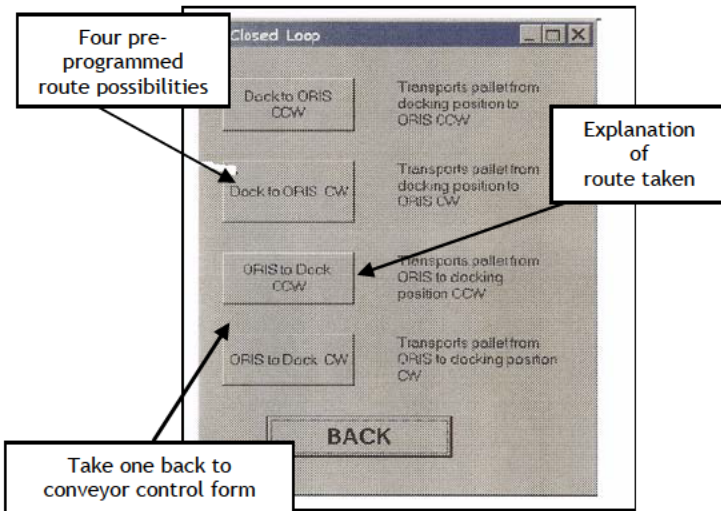 Four pre-
programmed
route possibilities
Closed Loop
Dock to ORIS
CCW
Transports pallet from
docking position to
ORIS CCW
Explanation
of
route taken
Dock to ORIS CW
Transports pallet from
docking position to
ORIS CW
ORIS to Dock
CCW
Transports pallet from
ORIS to docking
position CCW
ORIS to Dock CW
Transports pallet from
ORIS to docking position
CW
BACK
Take one back to
conveyor control form